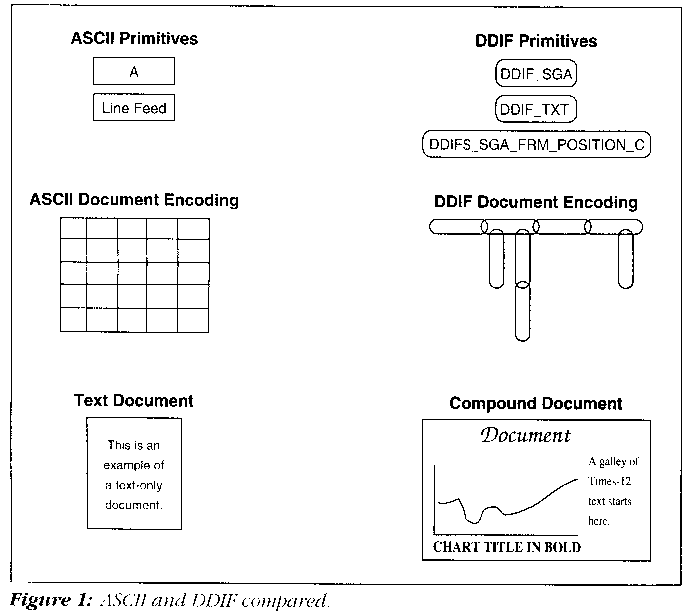 ASCII Primitives
A
Line Feed
DDIF Primitives
DDIF_SGA
DDIF_TXT
DDIFS_SGA_FRM_POSITION_C
ASCII Document Encoding
DDIF Document Encoding
Text Document
This is an
example of
a text-only
document.
Compound Document
Document
A galley of
Times-12
text starts
here.
CHART TITLE IN BOLD
Figure 1: ASCII and DDIF compared.